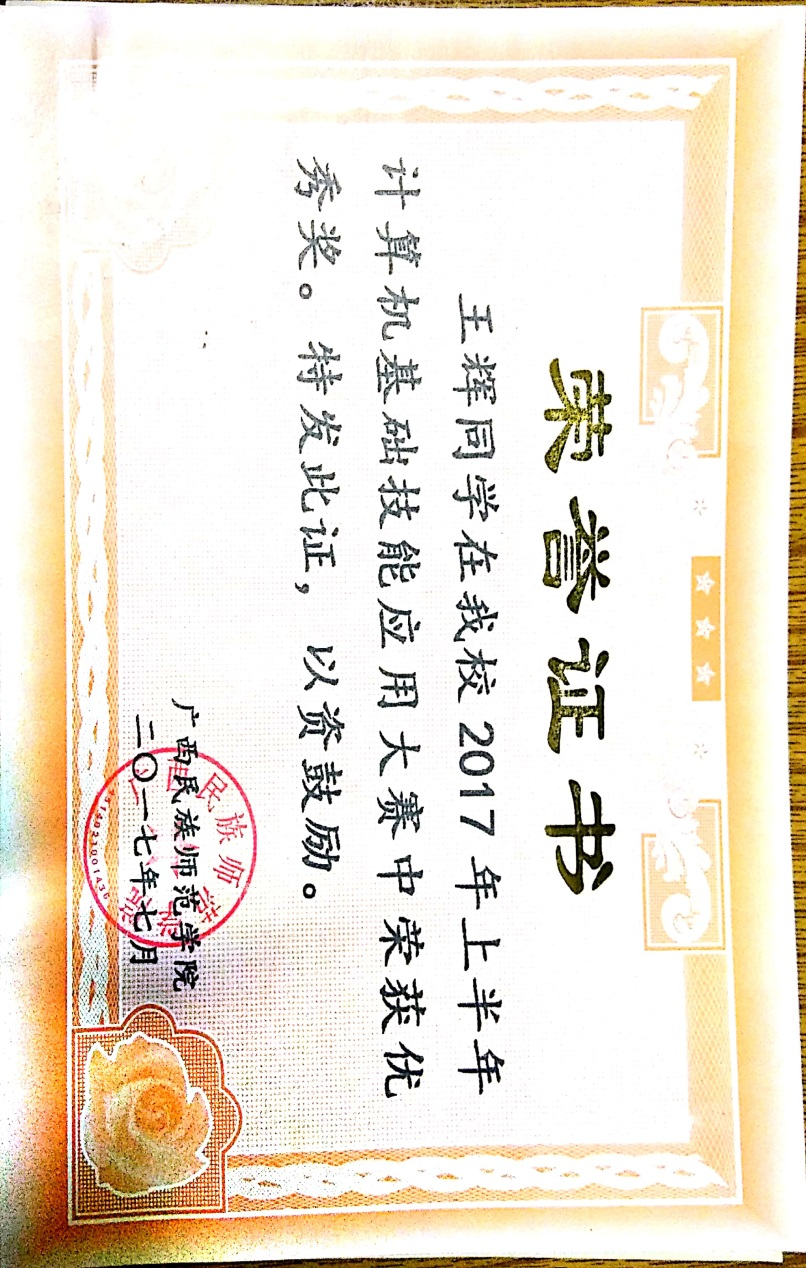 荣誉证书
王辉同学在我校2017年上半年
计算机基础技能应用大赛中荣获优
秀奖。特发此证，以资鼓励。
广西民族师范学院
二〇一七年七月